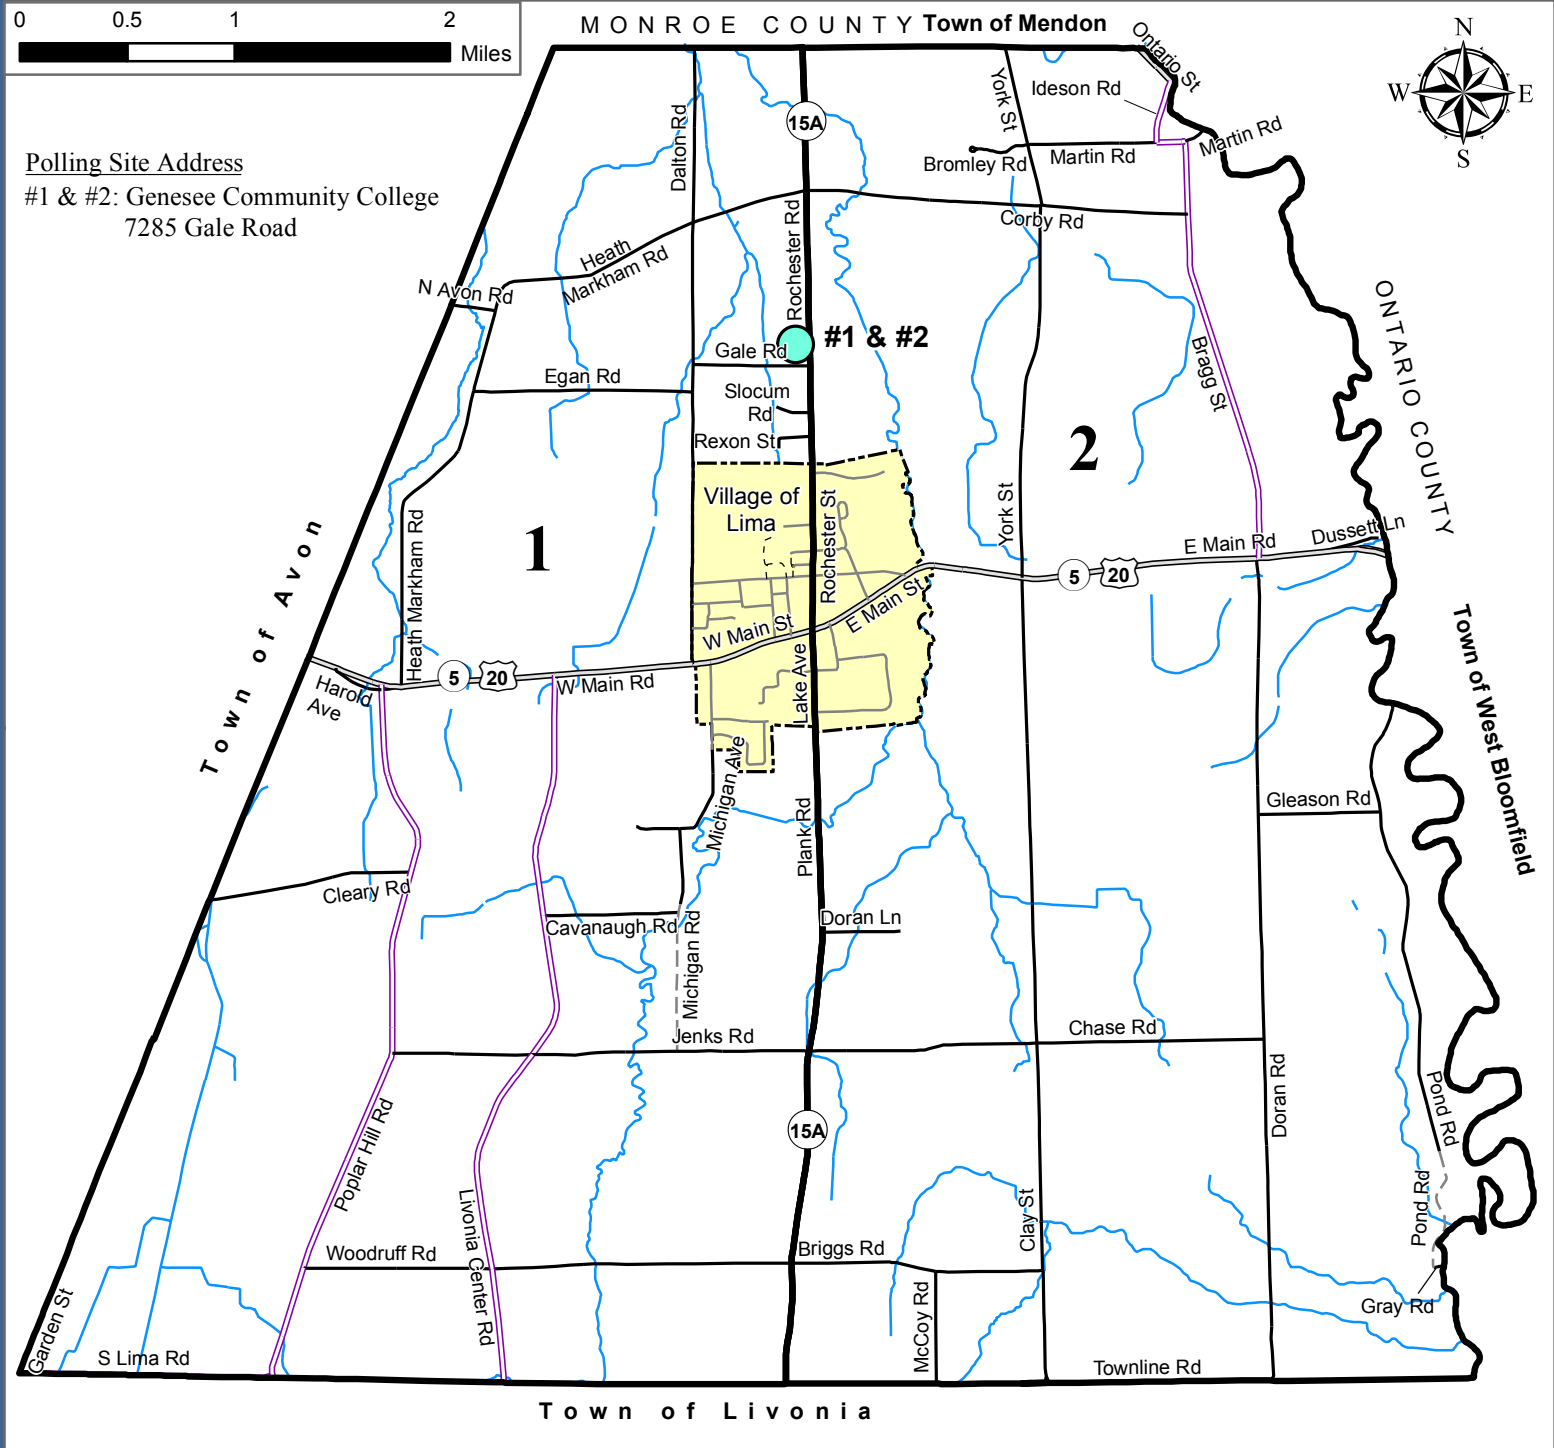 0 0.5 1 2
Miles
MONROE COUNTY Town of Mendon
N
W E
S
Polling Site Address
#1 & #2: Genesee Community College
7285 Gale Road
Ontario St
Ideson Rd
York St
Martin Rd
Martin Rd
Bromley Rd
Dalton Rd
15A
Corby Rd
Rochester Rd
Heath
Markham Rd
N Avon Rd
#1 & #2
Gale Rd
Egan Rd
Slocum
Rd
Rexon St
Bragg St
ONTARIO COUNTY
2
1
Village of
Lima
Rochester St
York St
E Main Rd
Dussett Ln
5
20
Heath Markham Rd
Town of Avon
E Main St
W Main St
Lake Ave
5
20
W Main Rd
Harold
Ave
Town of West Bloomfield
Michigan Ave
Plank Rd
Gleason Rd
Cleary Rd
Cavanaugh Rd
Doran Ln
Michigan Rd
Jenks Rd
Chase Rd
Doran Rd
Pond Rd
15A
Poplar Hill Rd
Livonia Center Rd
Clay St
Pond Rd
Woodruff Rd
Briggs Rd
McCoy Rd
Gray Rd
Garden St
S Lima Rd
Townline Rd
Town of Livonia